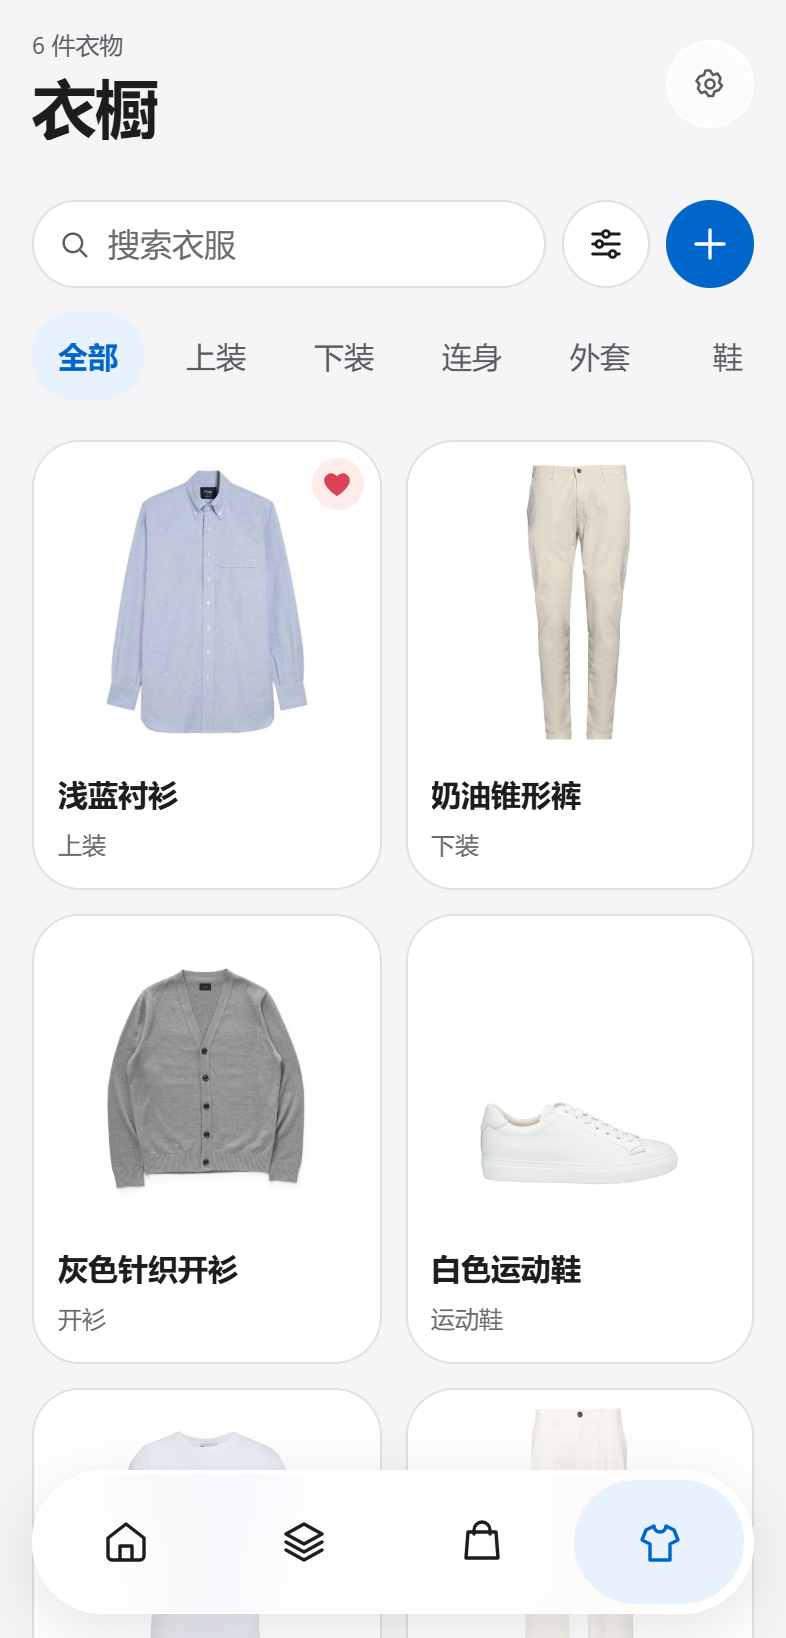 6 件衣物
衣橱
搜索衣服
全部
上装
下装
连身
外套
鞋
浅蓝衬衫
上装
奶油锥形裤
下装
灰色针织开衫
开衫
白色运动鞋
运动鞋